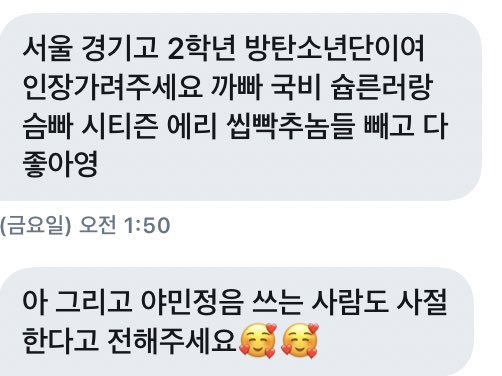 서울 경기고 2학년 방탄소년단이여
인장가려주세요 까빠 국비 슙른러랑
슴빠 시티즌 에리 씹빡추놈들 빼고 다
좋아영
(금요일) 오전 1:50
아 그리고 야민정음 쓰는 사람도 사절
한다고 전해주세요🥰🥰